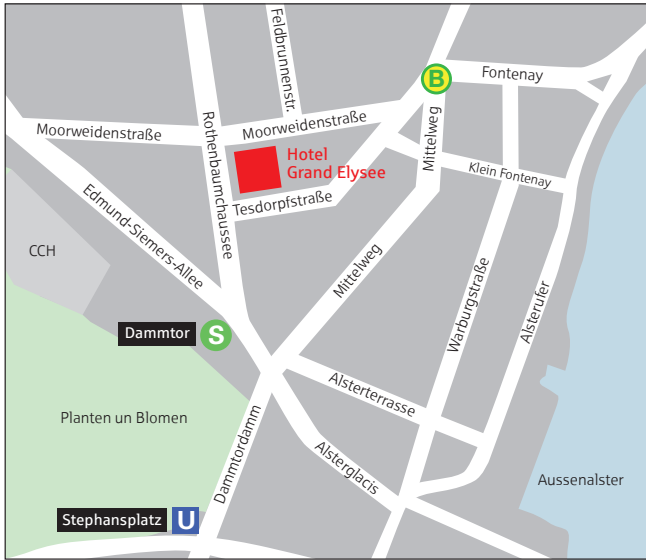 Feldbrunnenstr.
B
Fontenay
Moorweidenstraße
Moorweidenstraße
Rothenbaumchaussee
Mittelweg
Hotel
Grand Elysee
Klein Fontenay
Tesdorpfstraße
Edmund-Siemers-Allee
CCH
Mittelweg
Warburgstraße
Alsterufer
Dammtor
S
Alsterterrasse
Planten un Blomen
Dammtordamm
Alsterglacis
Aussenalster
Stephansplatz
U